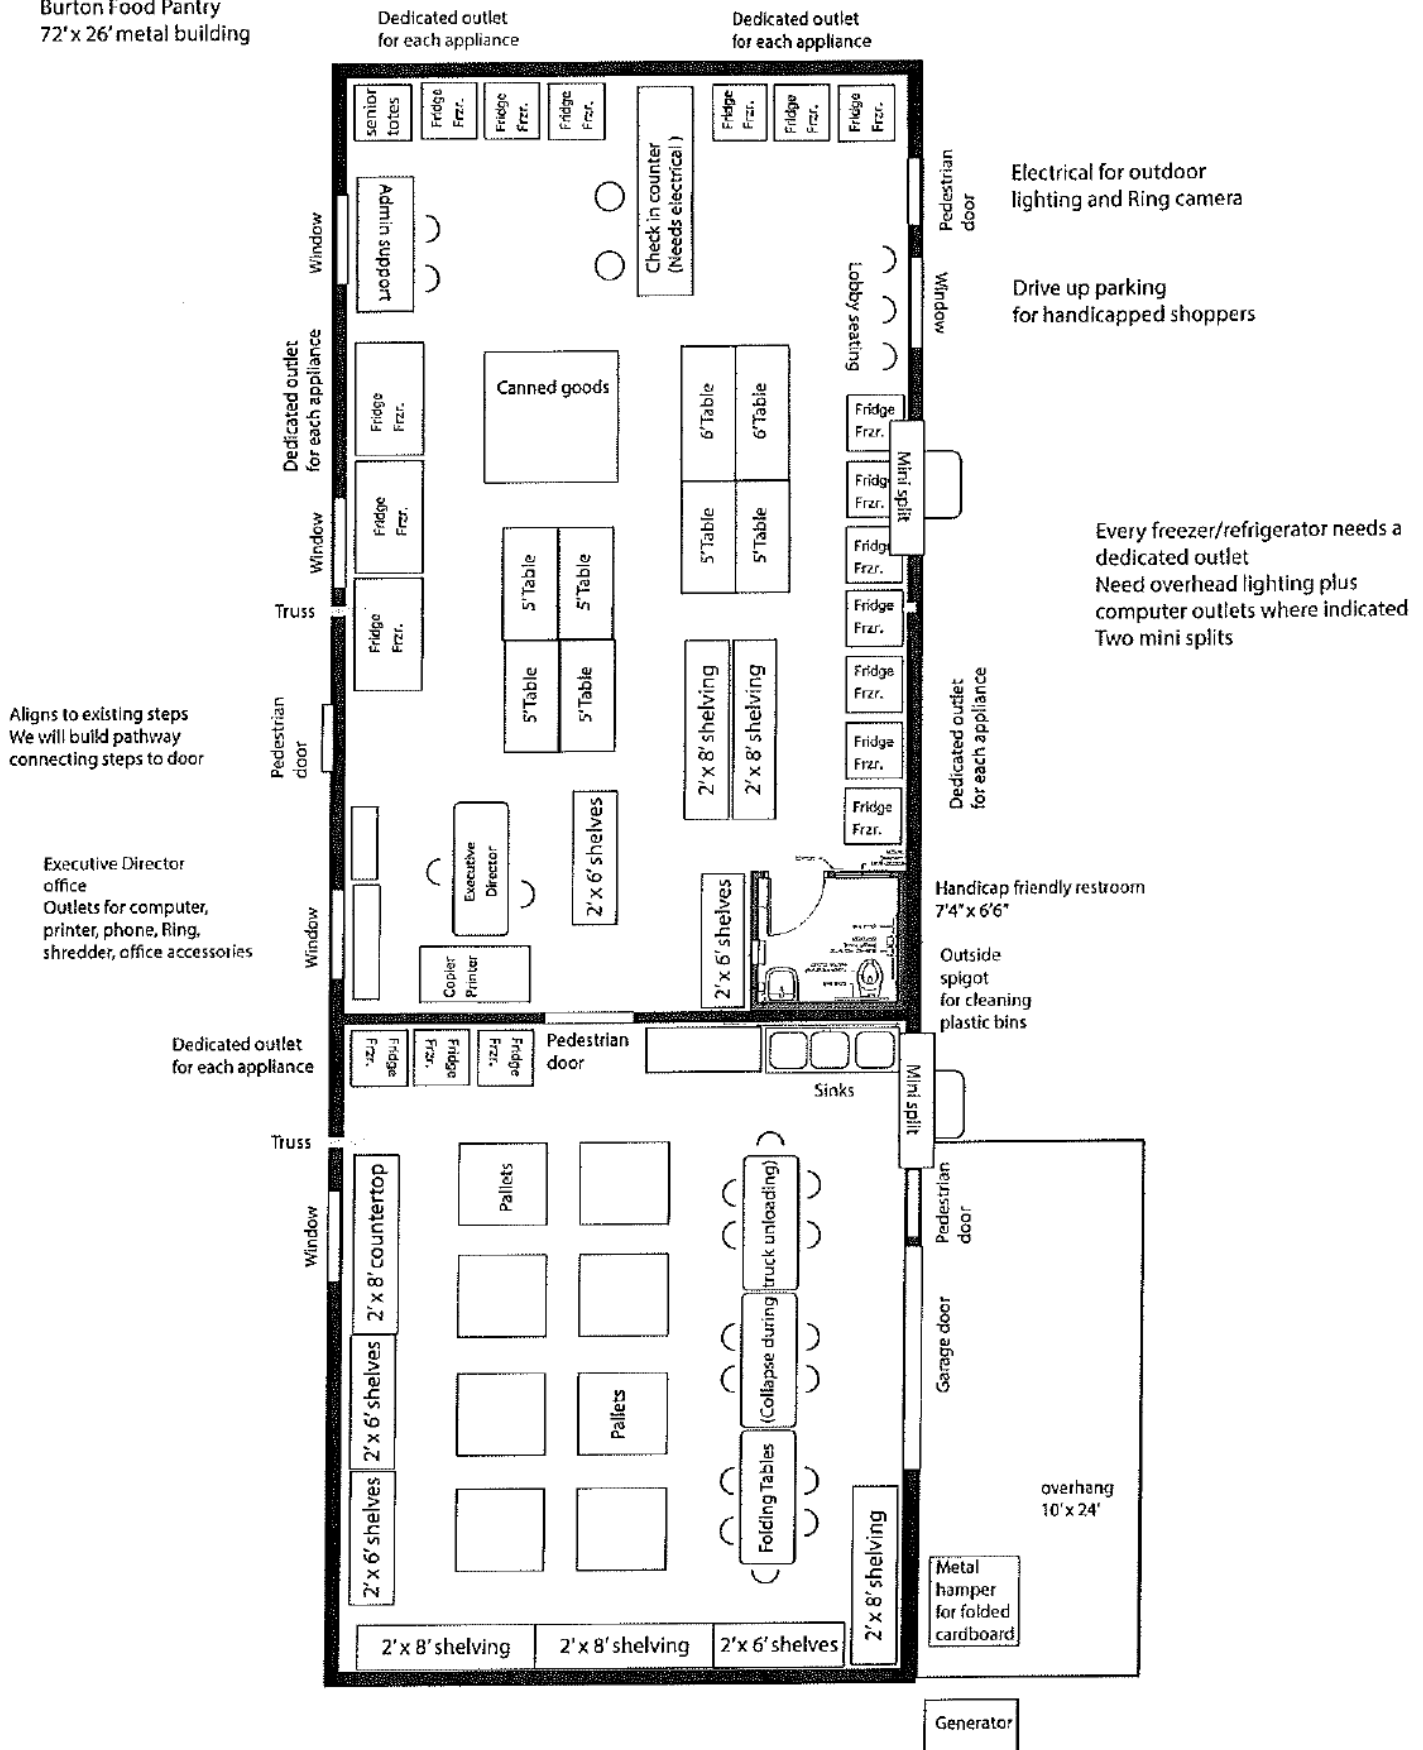 Burton Food Pantry
72' x 26' metal building
Dedicated outlet
for each appliance
Dedicated outlet
for each appliance
senior
totes
Fridge
Frzr.
Fridge
Frzr.
Fridge
Frzr.
Check in counter
(Needs electrical )
Fridge
Frzr.
Fridge
Frzr.
Fridge
Frzr.
Pedestrian
door
Electrical for outdoor
lighting and Ring camera
Window
Admin support
Lobby seating
Window
Drive up parking
for handicapped shoppers
Dedicated outlet
for each appliance
Fridge
Frzr.
Canned goods
6' Table
6' Table
Fridge
Frzr.
Fridge
Frzr.
Mini split
Fridge
Frzr.
Window
5' Table
5' Table
5' Table
5' Table
Fridge
Frzr.
Every freezer/refrigerator needs a
dedicated outlet
Need overhead lighting plus
computer outlets where indicated
Two mini splits
Truss
Fridge
Frzr.
Fridge
Frzr.
5' Table
5' Table
2' x 8' shelving
2' x 8' shelving
Fridge
Frzr.
Fridge
Frzr.
Fridge
Frzr.
Dedicated outlet
for each appliance
Aligns to existing steps
We will build pathway
connecting steps to door
Pedestrian
door
Executive Director
office
Outlets for computer,
printer, phone, Ring,
shredder, office accessories
Window
Executive
Director
2' x 6' shelves
2' x 6' shelves
Copier
Printer
Handicap friendly restroom
7'4" x 6'6"
Outside
spigot
for cleaning
plastic bins
Dedicated outlet
for each appliance
Fridge
Frzr.
Fridge
Frzr.
Fridge
Frzr.
Pedestrian
door
Sinks
Mini split
Truss
Window
2' x 8' countertop
Pallets
Folding Tables (Collapse during truck unloading)
Pedestrian
door
Garage door
2' x 6' shelves
Pallets
2' x 6' shelves
2' x 8' shelving
overhang
10' x 24'
Metal
hamper
for folded
cardboard
2' x 8' shelving
2' x 8' shelving
2' x 6' shelves
Generator